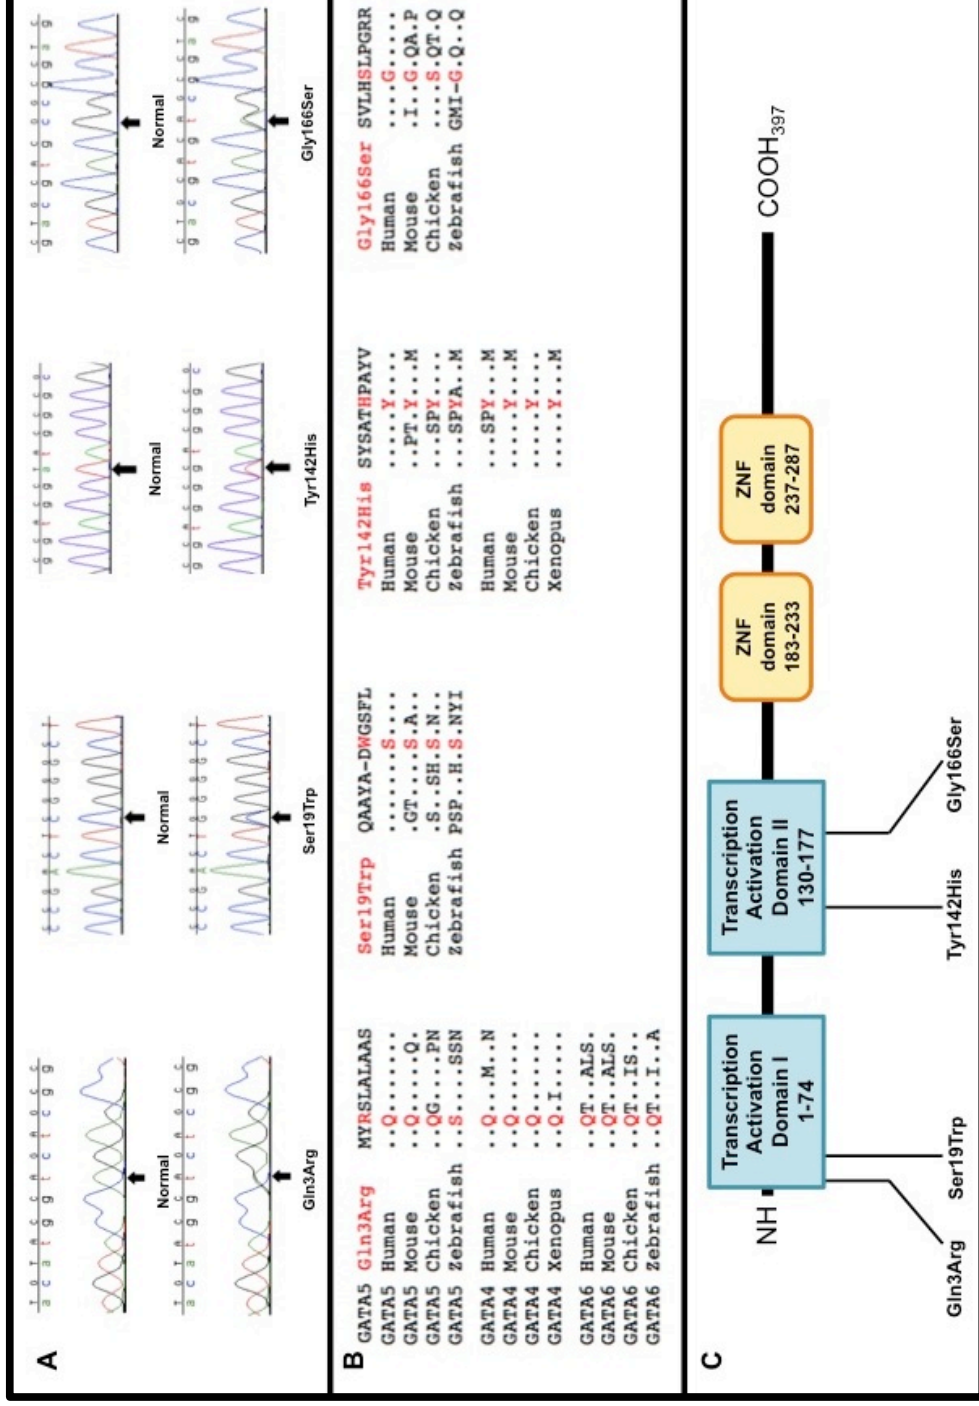 A
Normal
Normal
Normal
Normal
Gln3Arg
Ser19Trp
Tyr142His
Gly166Ser
B
GATA5 Gln3Arg MYRSLALAAS
GATA5 Human ..Q.......
GATA5 Mouse ..Q.....Q.
GATA5 Chicken ..QG....PN
GATA5 Zebrafish ..S....SSN
GATA4 Human ..Q...M..N
GATA4 Mouse ..Q.......
GATA4 Chicken ..Q.......
GATA4 Xenopus ..Q.I.....
GATA6 Human ..QT..ALS.
GATA6 Mouse ..QT..ALS.
GATA6 Chicken ..QT..IS..
GATA6 Zebrafish ..QT..I..A
Ser19Trp QAAYA-DWGSFL
Human .......S....
Mouse .GT....S.A..
Chicken .S..SH.S.N..
Zebrafish PSP..H.S.NYI
Tyr142His SYSATHPAYV
Human .....Y....
Mouse ..PT.Y...M
Chicken ...SPY....
Zebrafish ...SPYA..M
Human ...SPY...M
Mouse .....Y...M
Chicken .....Y....
Xenopus .....Y...M
Gly166Ser SVLHSLPGRR
Human ....G.....
Mouse .I..G.QA.P
Chicken ....S.QT.Q
Zebrafish GMI-G.Q..Q
C
NH
Transcription
Activation
Domain I
1-74
Transcription
Activation
Domain II
130-177
ZNF
domain
183-233
ZNF
domain
237-287
COOH397
Gln3Arg
Ser19Trp
Tyr142His
Gly166Ser